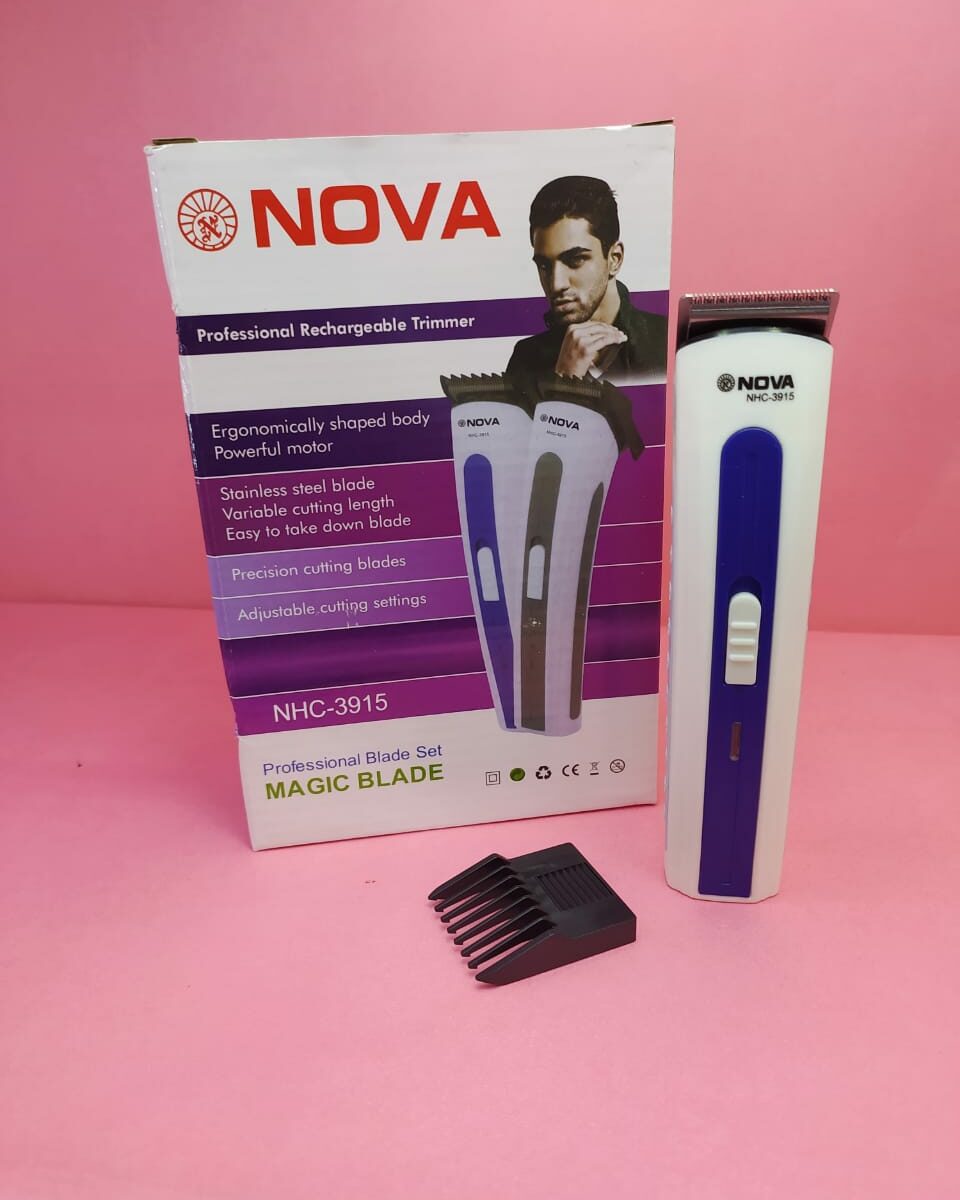 NOVA
Professional Rechargeable Trimmer
Ergonomically shaped body
Powerful motor
Stainless steel blade
Variable cutting length
Easy to take down blade
Precision cutting blades
Adjustable cutting settings
NHC-3915
Professional Blade Set
MAGIC BLADE
CE
NOVA
NHC-3915
NOVA
NOVA
NHC-3915